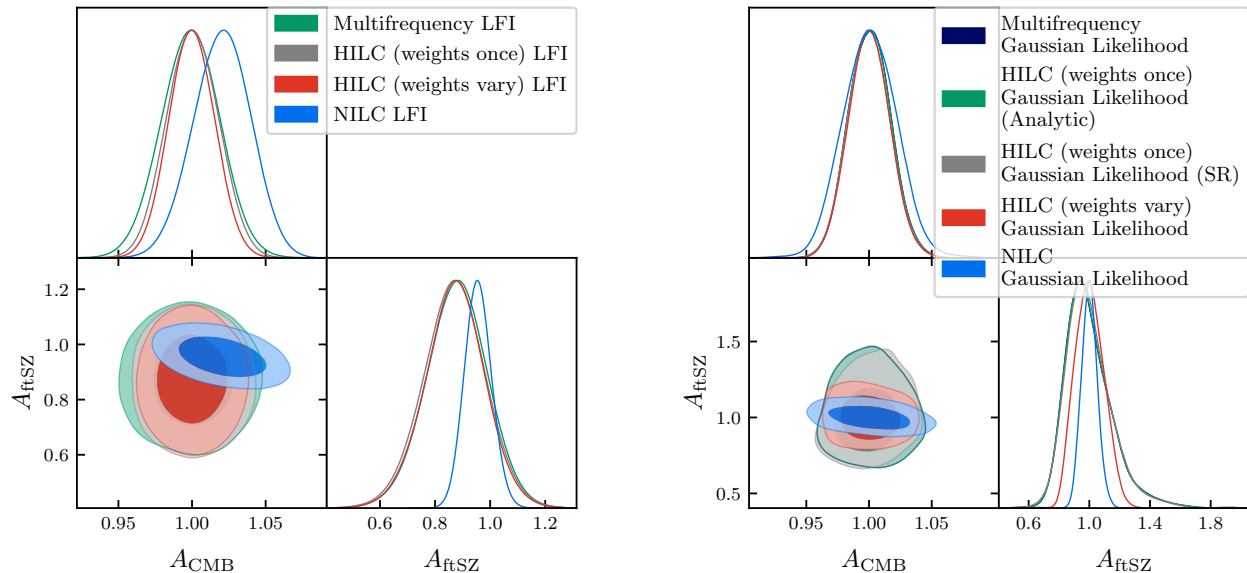 Multifrequency LFI
HILC (weights once) LFI
HILC (weights vary) LFI
NILC LFI
1.2
1.0
0.8
0.6
A_ftSZ
0.95
1.00
1.05
A_CMB
0.6
0.8
1.0
1.2
A_ftSZ
Multifrequency
Gaussian Likelihood
HILC (weights once)
Gaussian Likelihood
(Analytic)
HILC (weights once)
Gaussian Likelihood (SR)
HILC (weights vary)
Gaussian Likelihood
NILC
Gaussian Likelihood
1.5
1.0
0.5
A_ftSZ
0.95
1.00
1.05
A_CMB
0.6
1.0
1.4
1.8
A_ftSZ